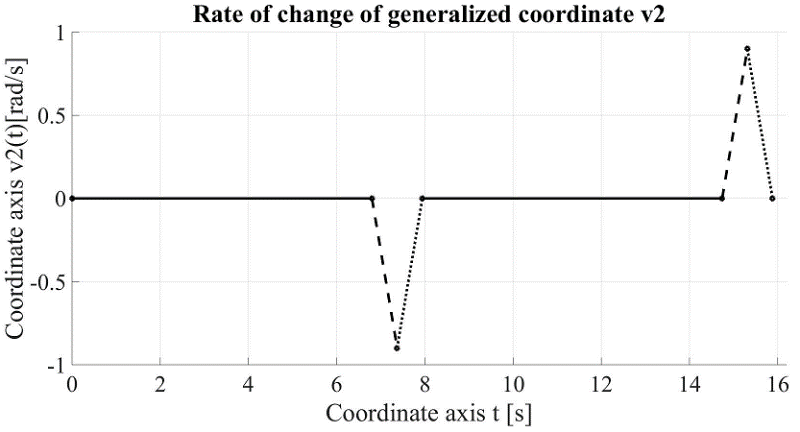 Rate of change of generalized coordinate v2
Coordinate axis v2(t)[rad/s]
1
0.5
0
-0.5
-1
0 2 4 6 8 10 12 14 16
Coordinate axis t [s]